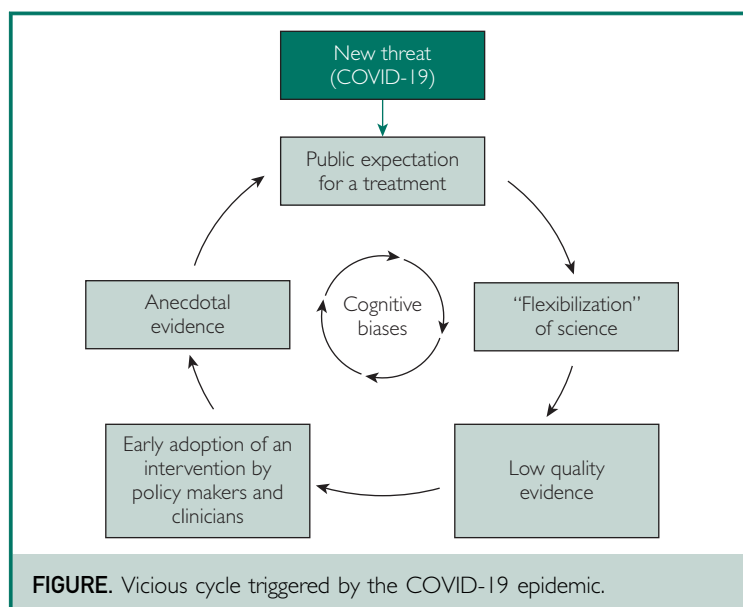 New threat
(COVID-19)
Public expectation
for a treatment
Anecdotal
evidence
Cognitive
biases
“Flexibilization”
of science
Early adoption of an
intervention by
policy makers and
clinicians
Low quality
evidence
FIGURE. Vicious cycle triggered by the COVID-19 epidemic.